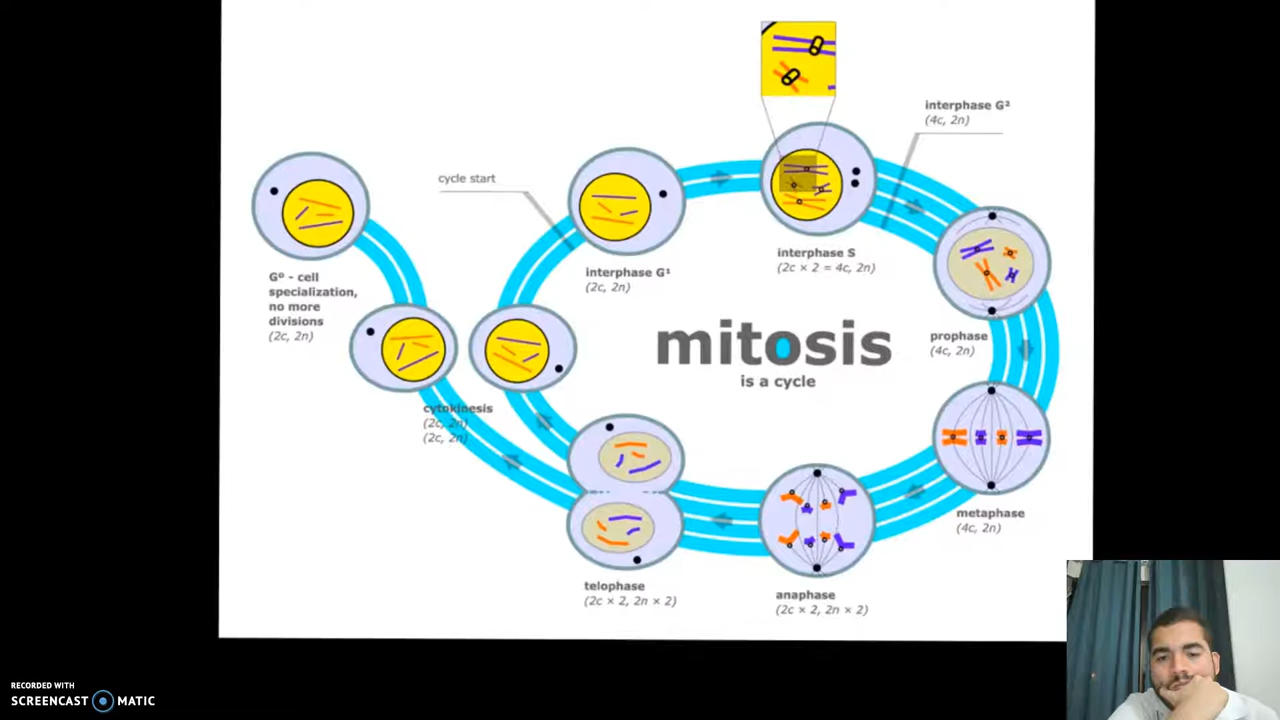 interphase G²
(4c, 2n)
cycle start
interphase S
(2c × 2 = 4c, 2n)
interphase G¹
(2c, 2n)
G⁰ - cell
specialization,
no more
divisions
(2c, 2n)
mitosis
is a cycle
prophase
(4c, 2n)
cytokinesis
(2c, 2n)
(2c, 2n)
metaphase
(4c, 2n)
telophase
(2c × 2, 2n × 2)
anaphase
(2c × 2, 2n × 2)
RECORDED WITH
SCREENCAST MATIC